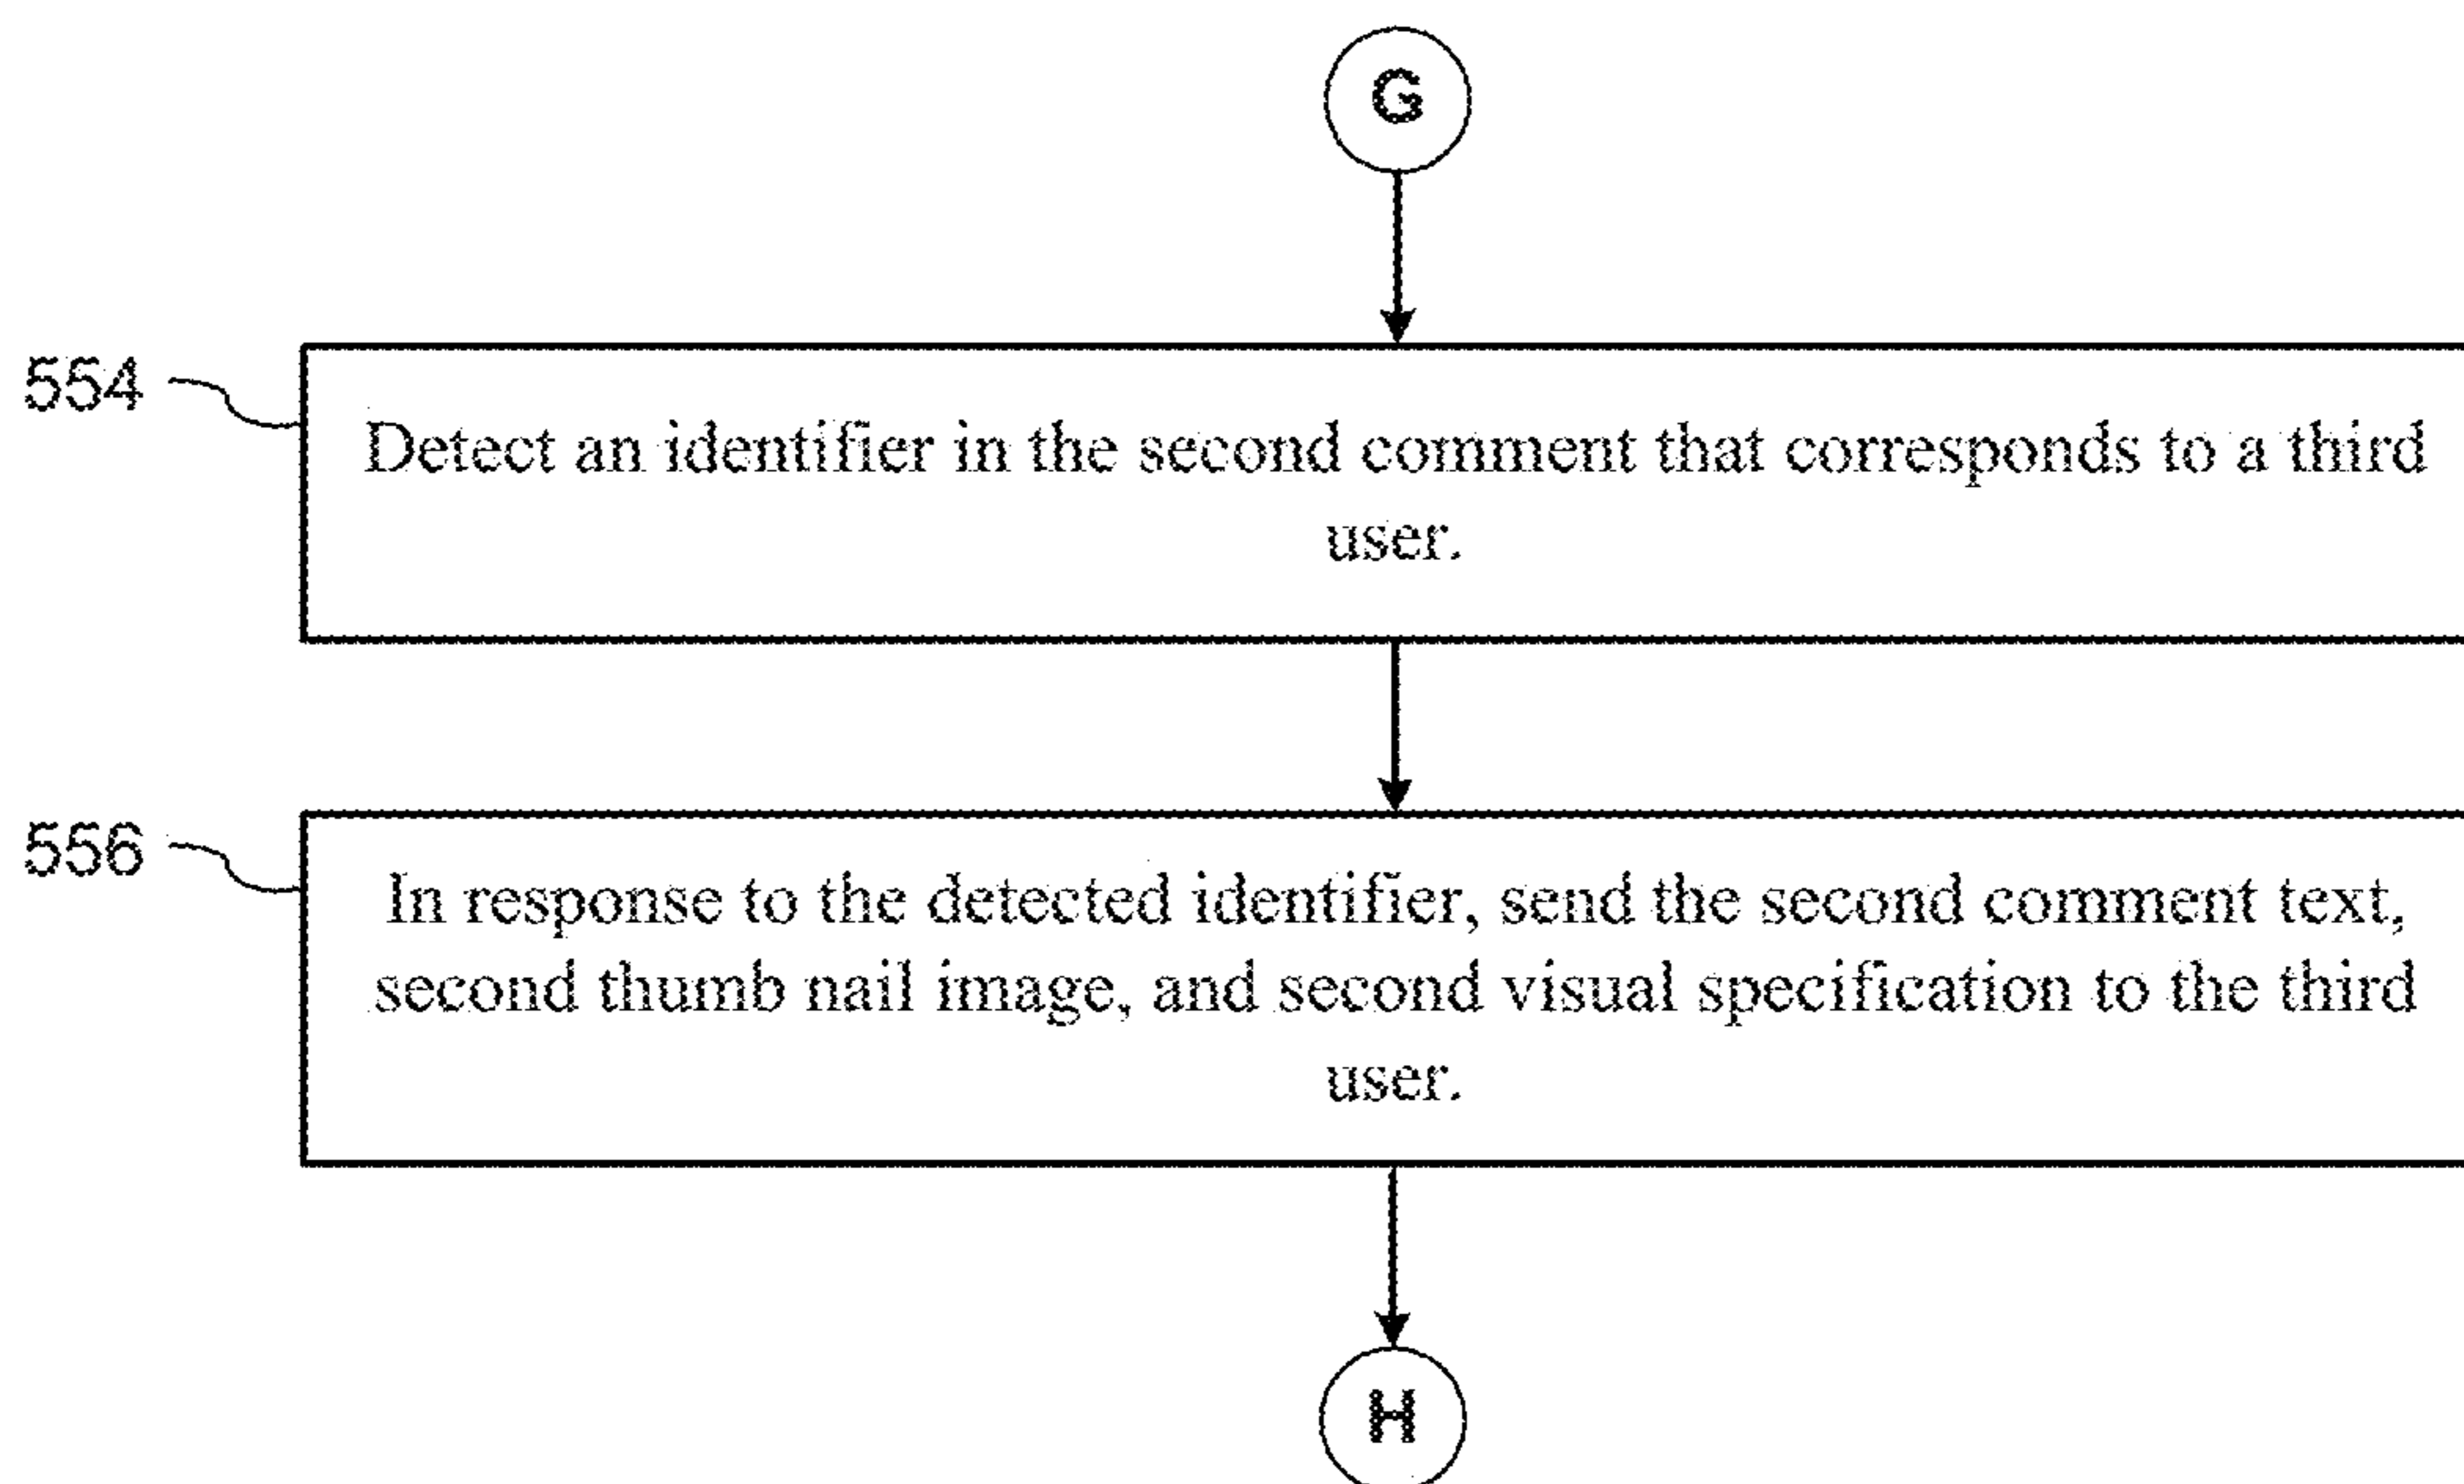 G
554
Detect an identifier in the second comment that corresponds to a third
user.
556
In response to the detected identifier, send the second comment text,
second thumb nail image, and second visual specification to the third
user.
H